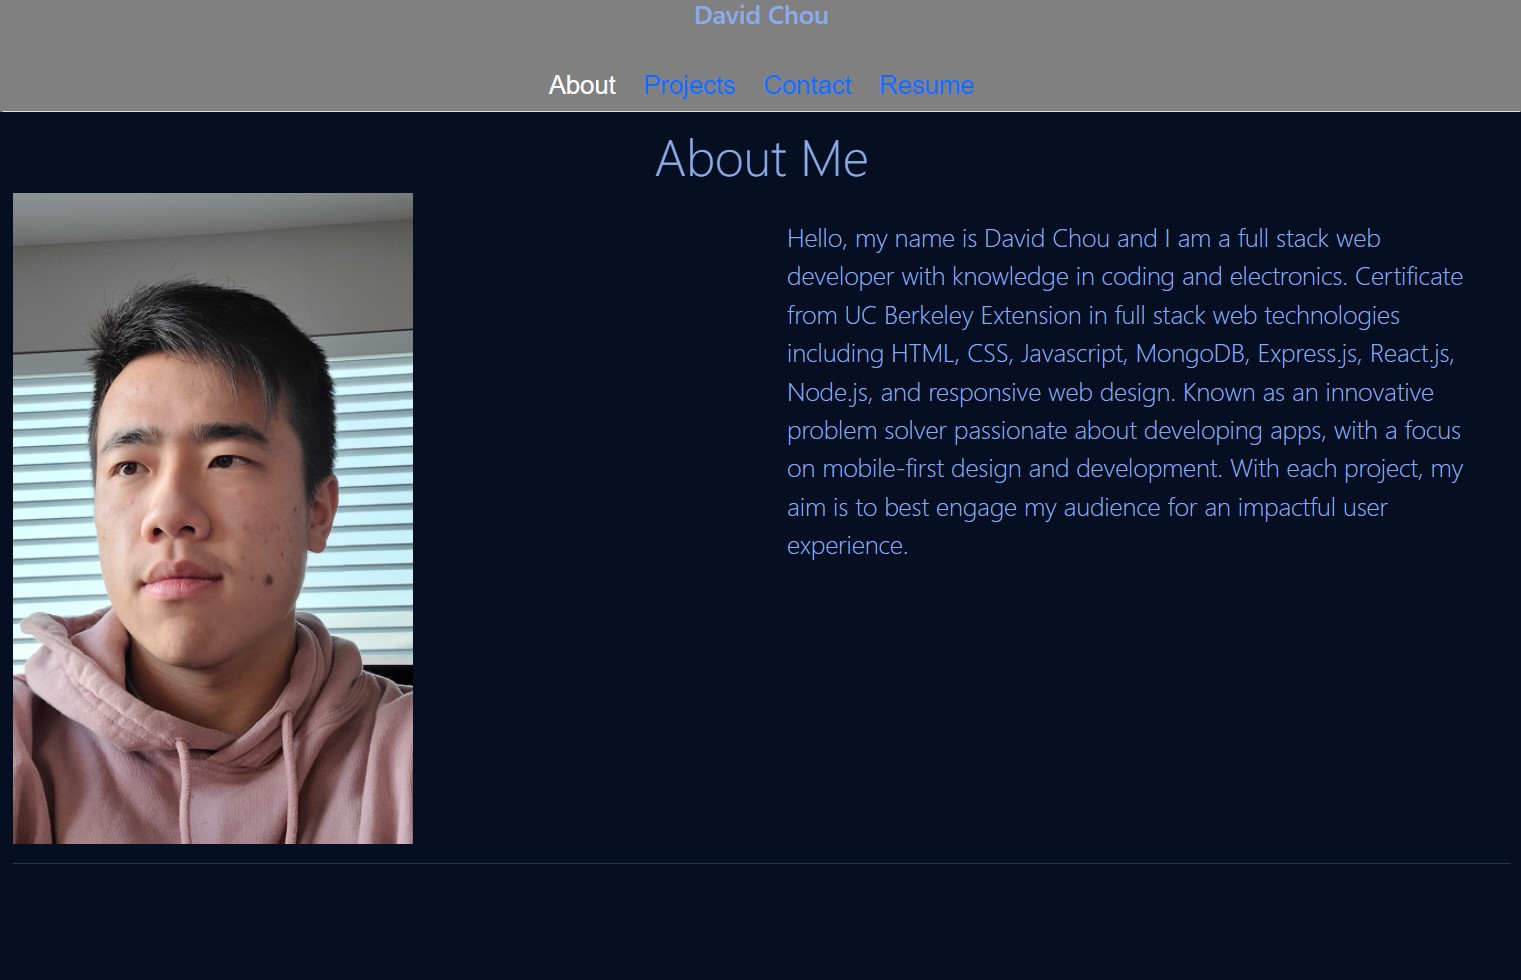 David Chou
About Projects Contact Resume
About Me
Hello, my name is David Chou and I am a full stack web
developer with knowledge in coding and electronics. Certificate
from UC Berkeley Extension in full stack web technologies
including HTML, CSS, Javascript, MongoDB, Express.js, React.js,
Node.js, and responsive web design. Known as an innovative
problem solver passionate about developing apps, with a focus
on mobile-first design and development. With each project, my
aim is to best engage my audience for an impactful user
experience.